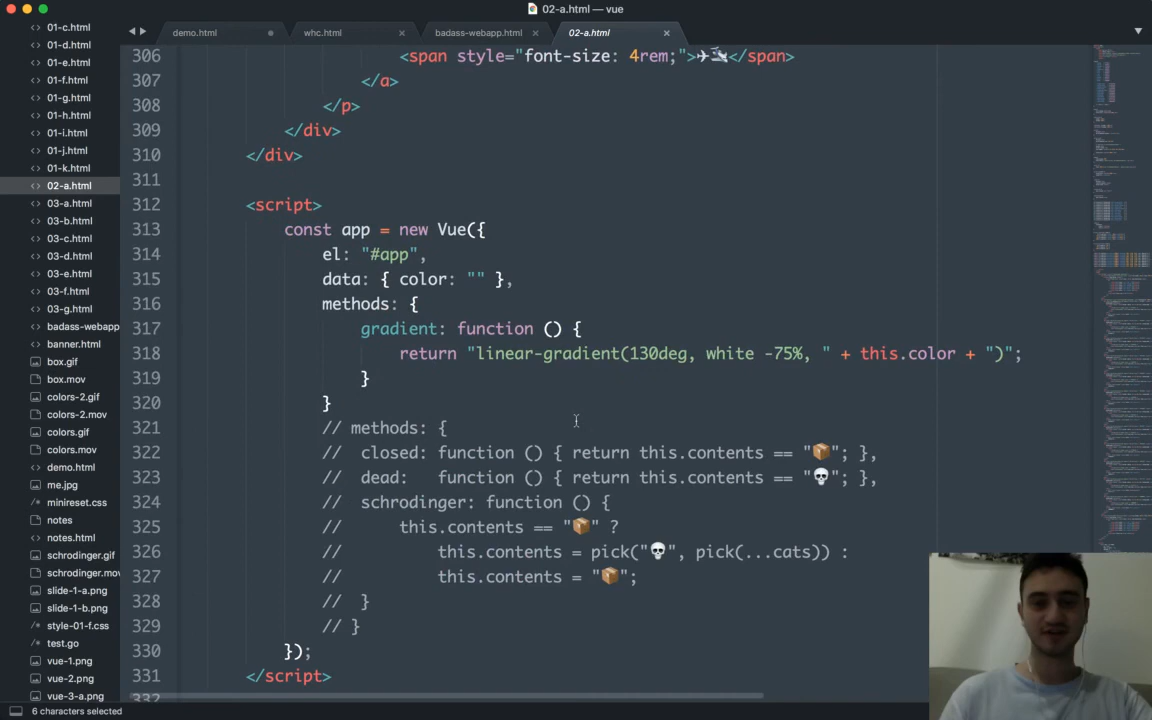 02-a.html — vue
demo.html
whc.html
badass-webapp.html
02-a.html
01-c.html
01-d.html
01-e.html
01-f.html
01-g.html
01-h.html
01-i.html
01-j.html
01-k.html
02-a.html
03-a.html
03-b.html
03-c.html
03-d.html
03-e.html
03-f.html
03-g.html
badass-webapp
banner.html
box.gif
box.mov
colors-2.gif
colors-2.mov
colors.gif
colors.mov
demo.html
me.jpg
minireset.css
notes
notes.html
schrodinger.gif
schrodinger.mov
slide-1-a.png
slide-1-b.png
style-01-f.css
test.go
vue-1.png
vue-2.png
vue-3-a.png
306 <span style="font-size: 4rem;">✈🛬</span>
307 </a>
308 </p>
309 </div>
310 </div>
311
312 <script>
313 const app = new Vue({
314 el: "#app",
315 data: { color: "" },
316 methods: {
317 gradient: function () {
318 return "linear-gradient(130deg, white -75%, " + this.color + ")";
319 }
320 }
321 // methods: {
322 // closed: function () { return this.contents == "📦"; },
323 // dead: function () { return this.contents == "💀"; },
324 // schrodinger: function () {
325 // this.contents == "📦" ?
326 // this.contents = pick("💀", pick(...cats)) :
327 // this.contents = "📦";
328 // }
329 // }
330 });
331 </script>
332
6 characters selected